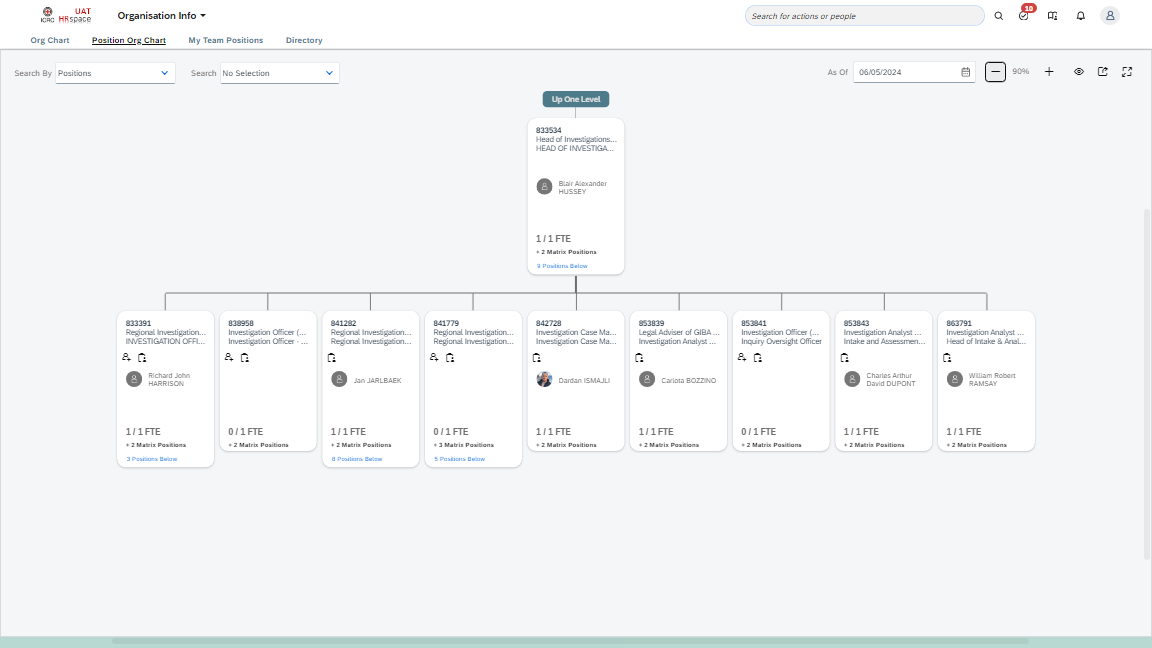 ICRC
UAT
HRspace
Organisation Info
Search for actions or people
10
Org Chart
Position Org Chart
My Team Positions
Directory
Search By
Positions
Search
No Selection
As Of
06/05/2024
90%
Up One Level
833534
Head of Investigations...
HEAD OF INVESTIGA...
Blair Alexander
HUSSEY
1 / 1 FTE
+ 2 Matrix Positions
9 Positions Below
833391
Regional Investigation...
INVESTIGATION OFFI...
Richard John
HARRISON
1 / 1 FTE
+ 2 Matrix Positions
3 Positions Below
838958
Investigation Officer (...
Investigation Officer - ...
0 / 1 FTE
+ 2 Matrix Positions
841282
Regional Investigation...
Regional Investigation...
Jan JARLBAEK
1 / 1 FTE
+ 2 Matrix Positions
6 Positions Below
841779
Regional Investigation...
Regional Investigation...
0 / 1 FTE
+ 3 Matrix Positions
5 Positions Below
842728
Investigation Case Ma...
Investigation Case Ma...
Dardan ISMAJLI
1 / 1 FTE
+ 2 Matrix Positions
853839
Legal Adviser of GIBA ...
Investigation Analyst ...
Carlota BOZZINO
1 / 1 FTE
+ 2 Matrix Positions
853841
Investigation Officer (...
Inquiry Oversight Officer
0 / 1 FTE
+ 2 Matrix Positions
853843
Investigation Analyst ...
Intake and Assessmen...
Charles Arthur
David DUPONT
1 / 1 FTE
+ 2 Matrix Positions
863791
Investigation Analyst ...
Head of Intake & Anal...
William Robert
RAMSAY
1 / 1 FTE
+ 2 Matrix Positions